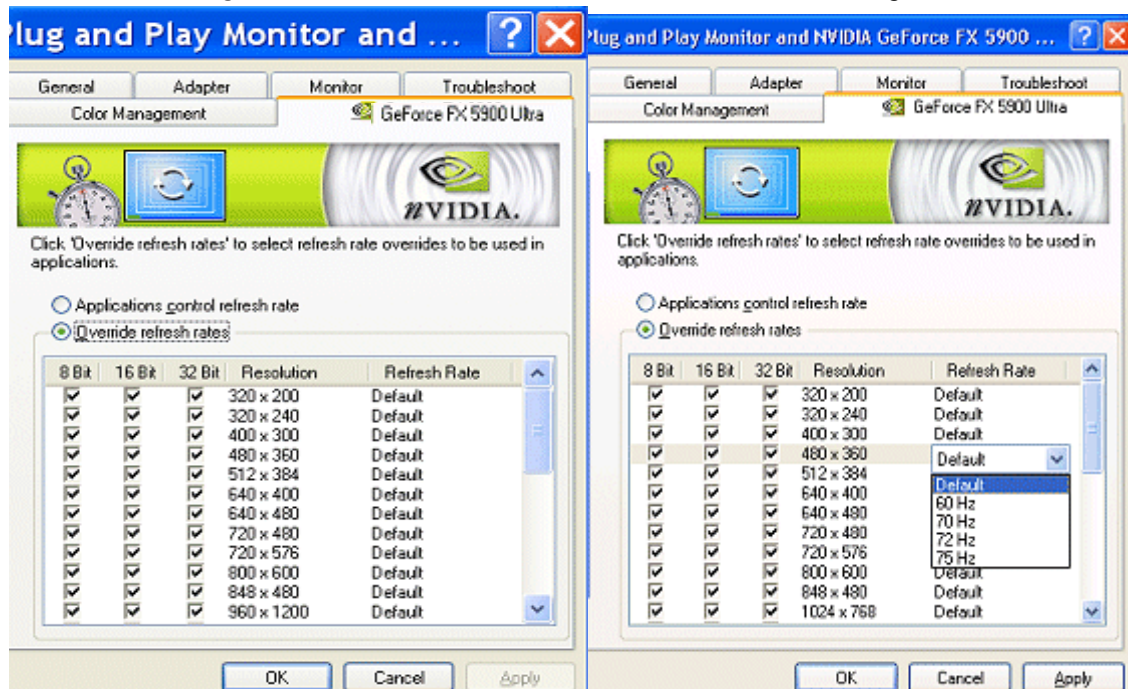 Plug and Play Monitor and ...
General Adapter Monitor Troubleshoot
Color Management GeForce FX 5900 Ultra
nVIDIA.
Click 'Override refresh rates' to select refresh rate overrides to be used in
applications.
Applications control refresh rate
Override refresh rates
8 Bit 16 Bit 32 Bit Resolution Refresh Rate
320 x 200 Default
320 x 240 Default
400 x 300 Default
480 x 360 Default
512 x 384 Default
640 x 400 Default
640 x 480 Default
720 x 480 Default
720 x 576 Default
800 x 600 Default
848 x 480 Default
960 x 1200 Default
OK Cancel Apply
Plug and Play Monitor and NVIDIA GeForce FX 5900 ...
General Adapter Monitor Troubleshoot
Color Management GeForce FX 5900 Ultra
nVIDIA.
Click 'Override refresh rates' to select refresh rate overrides to be used in
applications.
Applications control refresh rate
Override refresh rates
8 Bit 16 Bit 32 Bit Resolution Refresh Rate
320 x 200 Default
320 x 240 Default
400 x 300 Default
480 x 360 Default
512 x 384 Default
640 x 400 60 Hz
640 x 480 70 Hz
720 x 480 72 Hz
720 x 576 75 Hz
800 x 600 Default
848 x 480 Default
1024 x 768 Default
OK Cancel Apply